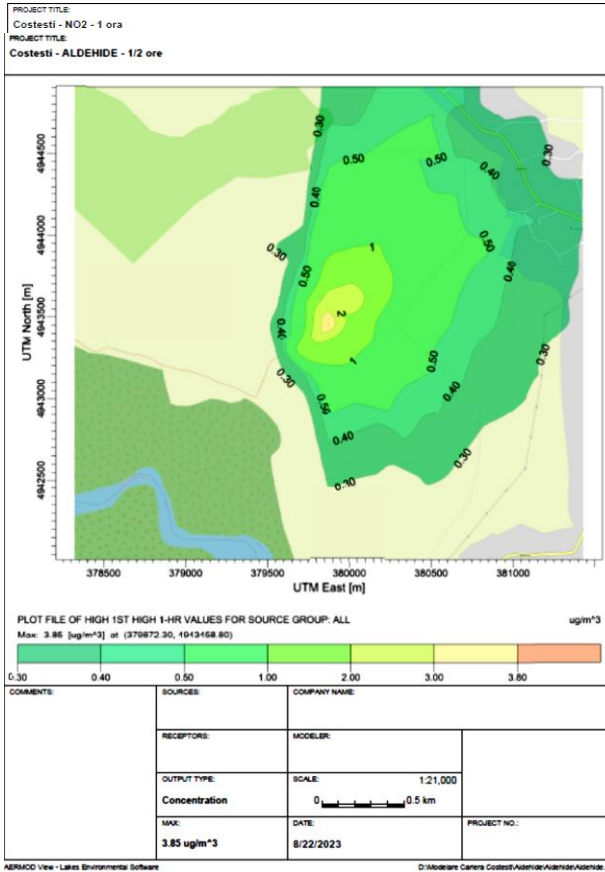 PROJECT TITLE:
Costesti - NO2 - 1 ora
PROJECT TITLE:
Costesti - ALDEHIDE - 1/2 ore
UTM North [m]
4944500
4944000
4943500
4943000
4942500
0.30
0.50
0.50
0.40
0.30
0.40
1
0.50
0.30
0.50
0.40
2
0.40
1
0.50
0.30
0.30
0.50
0.40
0.40
0.30
0.30
378500 379000 379500 380000 380500 381000
UTM East [m]
PLOT FILE OF HIGH 1ST HIGH 1-HR VALUES FOR SOURCE GROUP: ALL ug/m^3
Max: 3.85 [ug/m^3] at (379872.30, 4943458.80)
0.30 0.40 0.50 1.00 2.00 3.00 3.80
COMMENTS: SOURCES: COMPANY NAME:
RECEPTORS: MODELER:
OUTPUT TYPE: SCALE: 1:21,000
Concentration 0 0.5 km
MAX: DATE: PROJECT NO.:
3.85 ug/m^3 8/22/2023
AERMOD View - Lakes Environmental Software D:\Modelare Cariera Costesti\Aldehide\Aldehide\Aldehide.